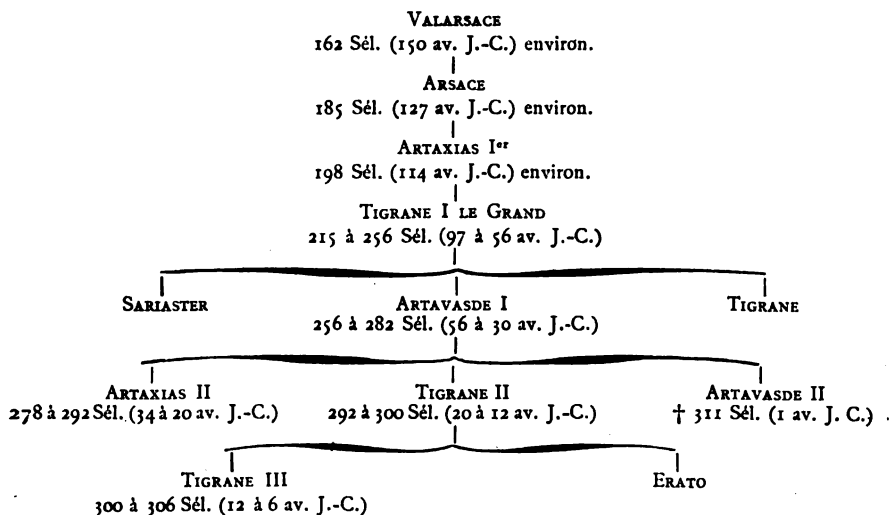 VALARSACE
162 Sél. (150 av. J.-C.) environ.
ARSACE
185 Sél. (127 av. J.-C.) environ.
ARTAXIAS Ier
198 Sél. (114 av. J.-C.) environ.
TIGRANE I LE GRAND
215 à 256 Sél. (97 à 56 av. J.-C.)
SARIASTER ARTAVASDE I TIGRANE
256 à 282 Sél. (56 à 30 av. J.-C.)
ARTAXIAS II TIGRANE II ARTAVASDE II
278 à 292 Sél. (34 à 20 av. J.-C.) 292 à 300 Sél. (20 à 12 av. J.-C.) † 311 Sél. (1 av. J. C.) .
TIGRANE III ERATO
300 à 306 Sél. (12 à 6 av. J.-C.)